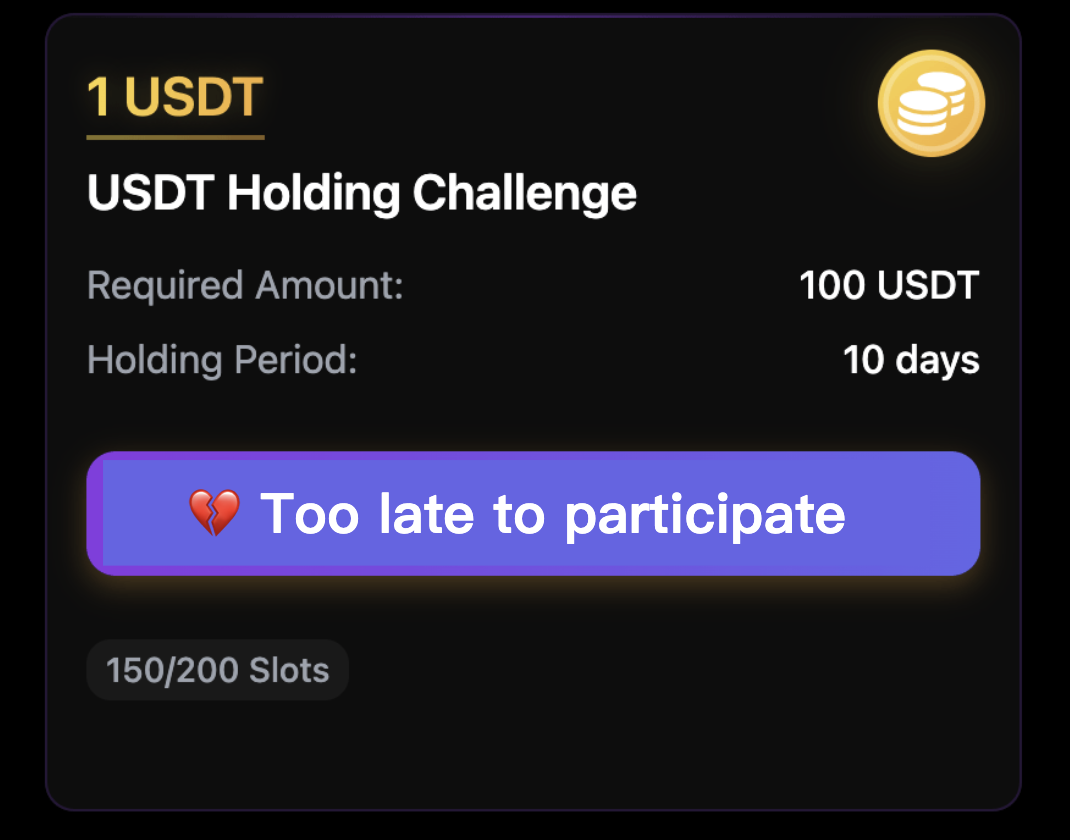 1 USDT
USDT Holding Challenge
Required Amount: 100 USDT
Holding Period: 10 days
💔 Too late to participate
150/200 Slots